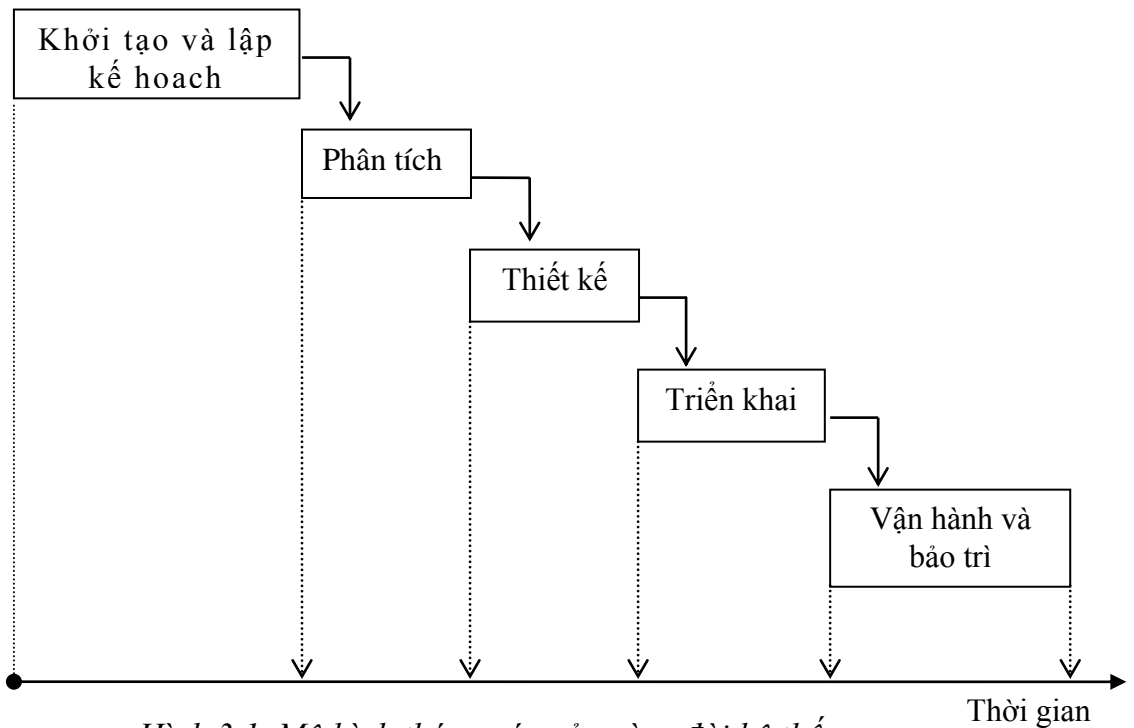 Khởi tạo và lập
kế hoach
Phân tích
Thiết kế
Triển khai
Vận hành và
bảo trì
Thời gian